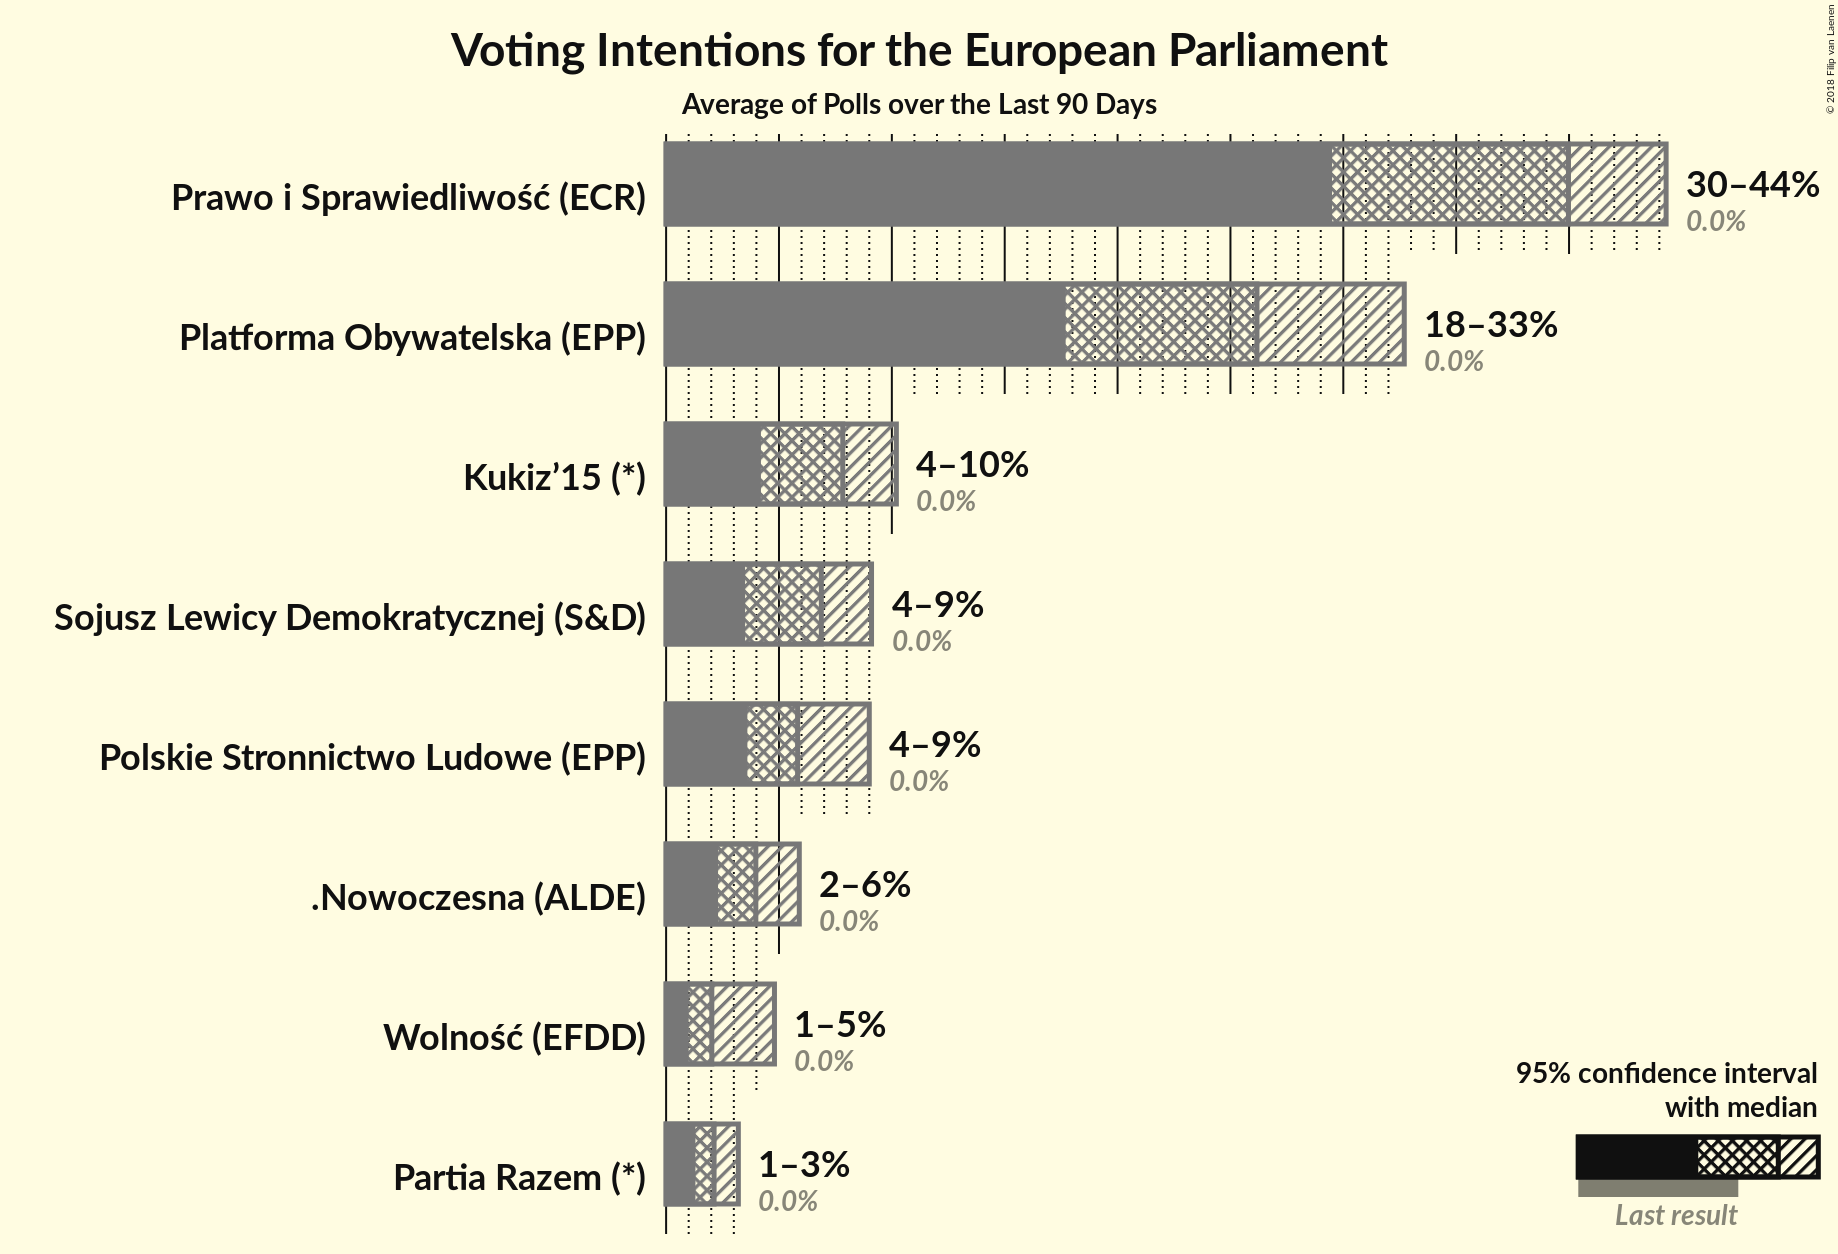 Voting Intentions for the European Parliament
Average of Polls over the Last 90 Days
© 2018 Filip van Laenen
Prawo i Sprawiedliwość (ECR)
30–44%
0.0%
Platforma Obywatelska (EPP)
18–33%
0.0%
Kukiz’15 (*)
4–10%
0.0%
Sojusz Lewicy Demokratycznej (S&D)
4–9%
0.0%
Polskie Stronnictwo Ludowe (EPP)
4–9%
0.0%
.Nowoczesna (ALDE)
2–6%
0.0%
Wolność (EFDD)
1–5%
0.0%
Partia Razem (*)
1–3%
0.0%
95% confidence interval
with median
Last result